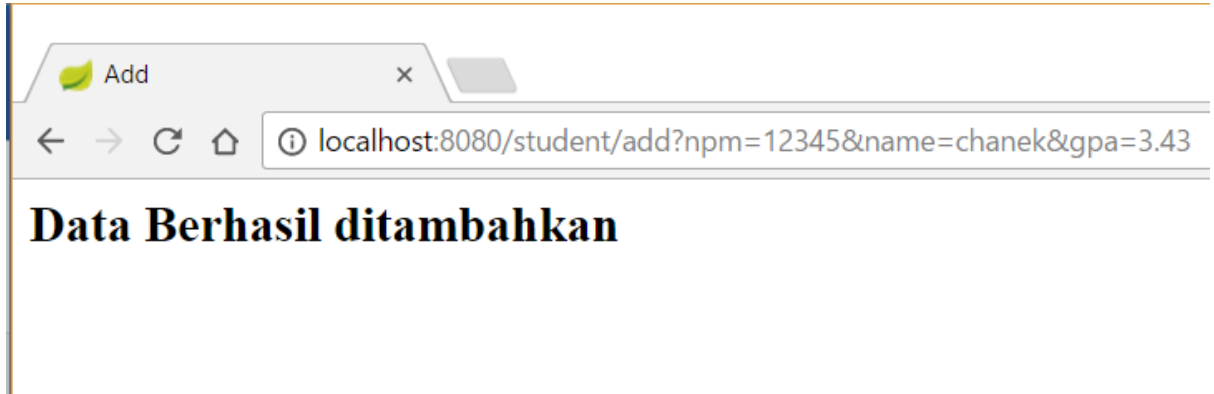 Add
localhost:8080/student/add?npm=12345&name=chanek&gpa=3.43
Data Berhasil ditambahkan